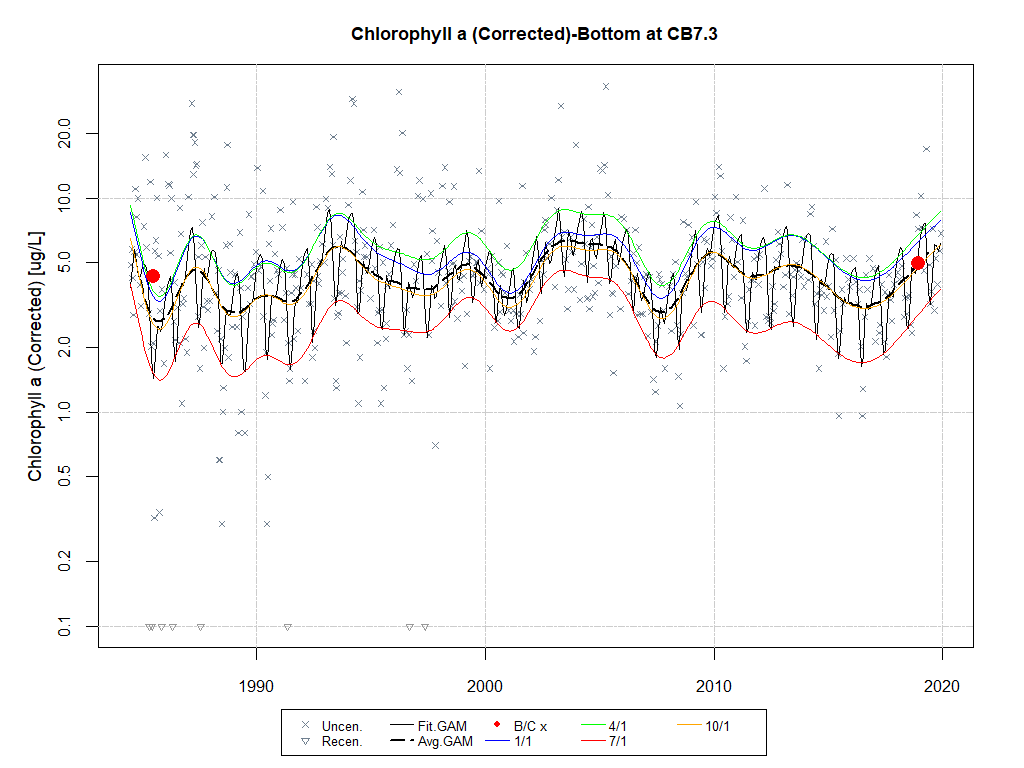 Chlorophyll a (Corrected)-Bottom at CB7.3
Chlorophyll a (Corrected) [ug/L]
20.0
10.0
5.0
2.0
1.0
0.5
0.2
0.1
1990 2000 2010 2020
Uncen. Fit.GAM B/C x 4/1 10/1
Recen. Avg.GAM 1/1 7/1